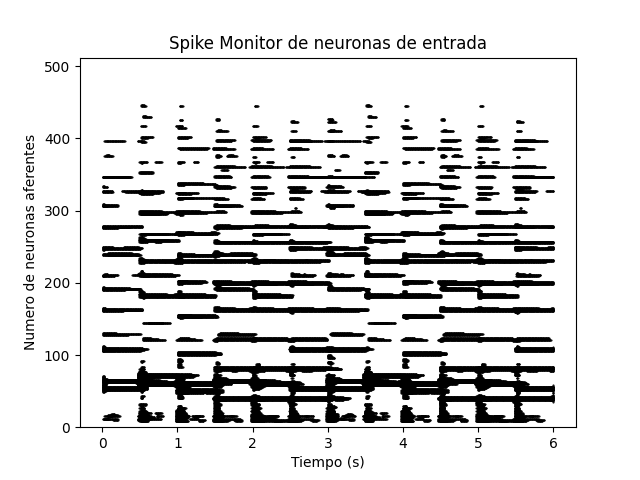 Spike Monitor de neuronas de entrada
Numero de neuronas aferentes
500
400
300
200
100
0
0 1 2 3 4 5 6
Tiempo (s)